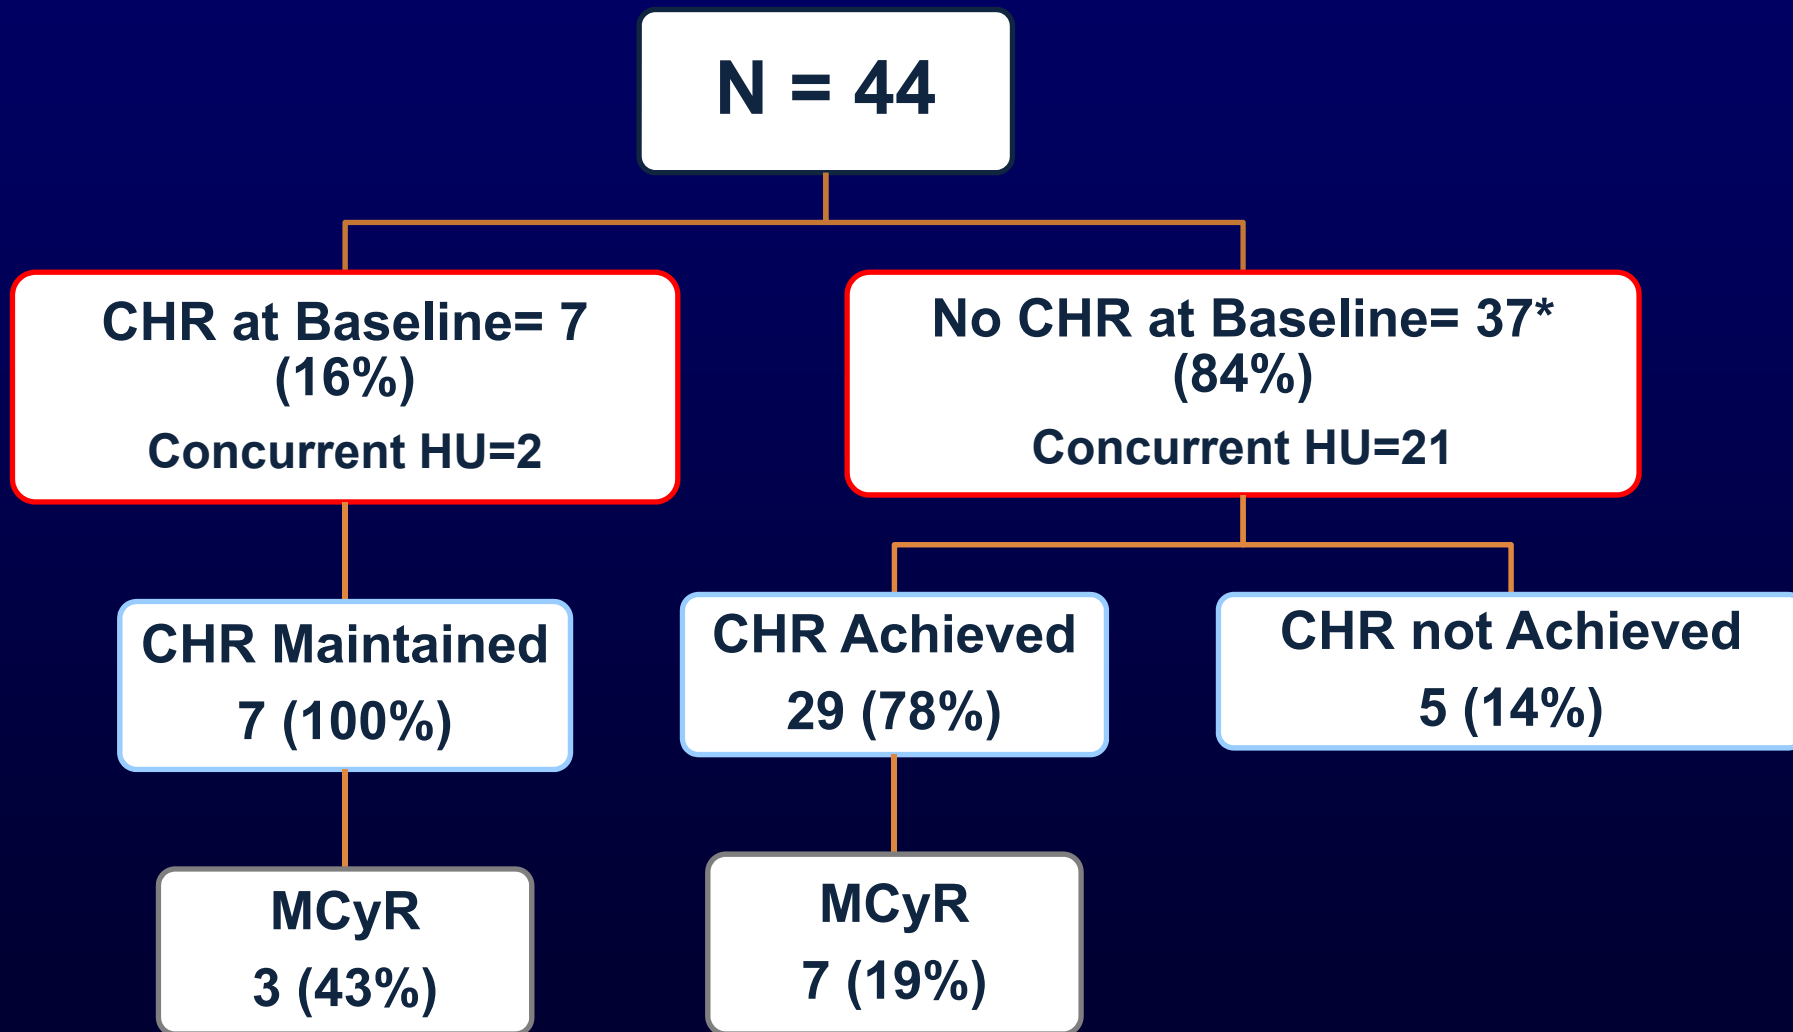 N = 44
CHR at Baseline= 7
(16%)
Concurrent HU=2
No CHR at Baseline= 37*
(84%)
Concurrent HU=21
CHR Maintained
7 (100%)
CHR Achieved
29 (78%)
CHR not Achieved
5 (14%)
MCyR
3 (43%)
MCyR
7 (19%)